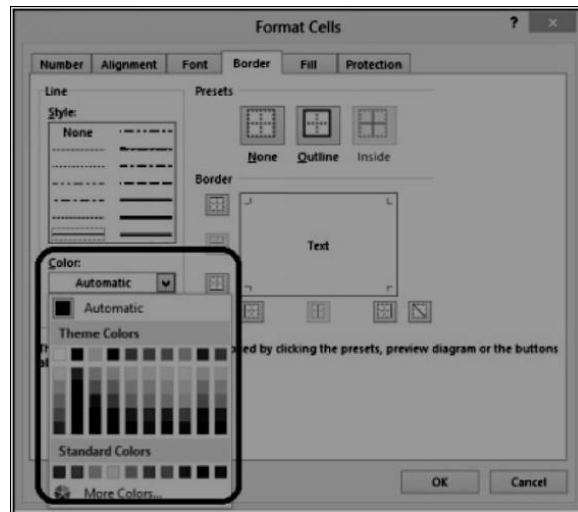 Format Cells
?
Number Alignment Font Border Fill Protection
Line
Style:
None
Presets
None Outline Inside
Border
Text
Color:
Automatic
Automatic
Theme Colors
ed by clicking the presets, preview diagram or the buttons
Standard Colors
More Colors...
OK Cancel